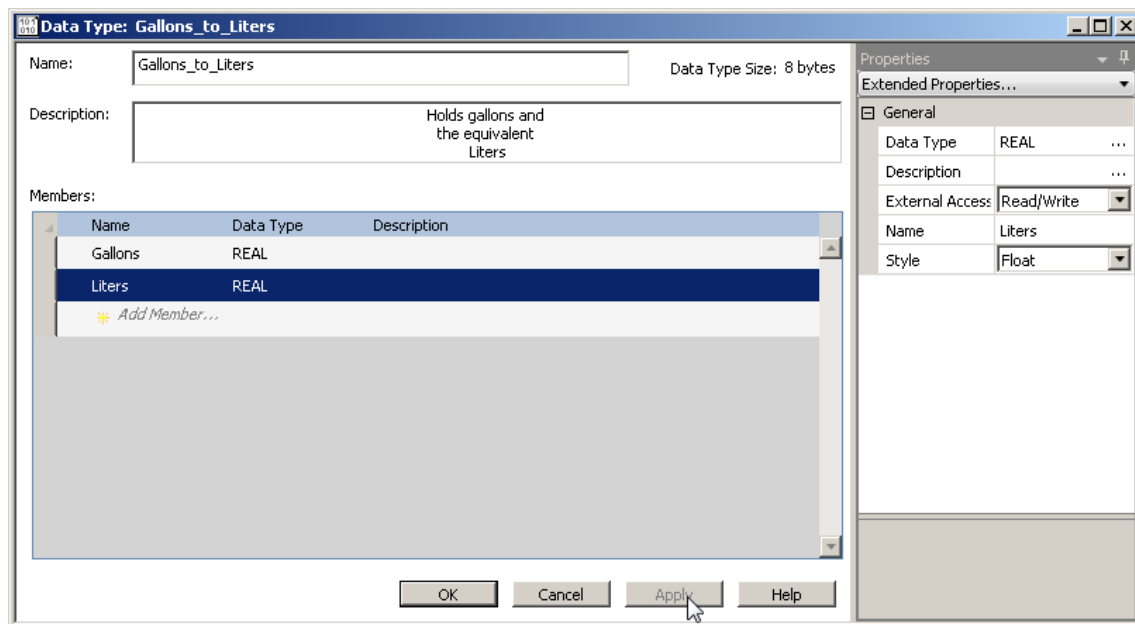 Data Type: Gallons_to_Liters
Name: Gallons_to_Liters Data Type Size: 8 bytes
Description: Holds gallons and
the equivalent
Liters
Members:
Name Data Type Description
Gallons REAL
Liters REAL
Add Member...
OK Cancel Apply Help
Properties
Extended Properties...
General
Data Type REAL ...
Description ...
External Access Read/Write
Name Liters
Style Float